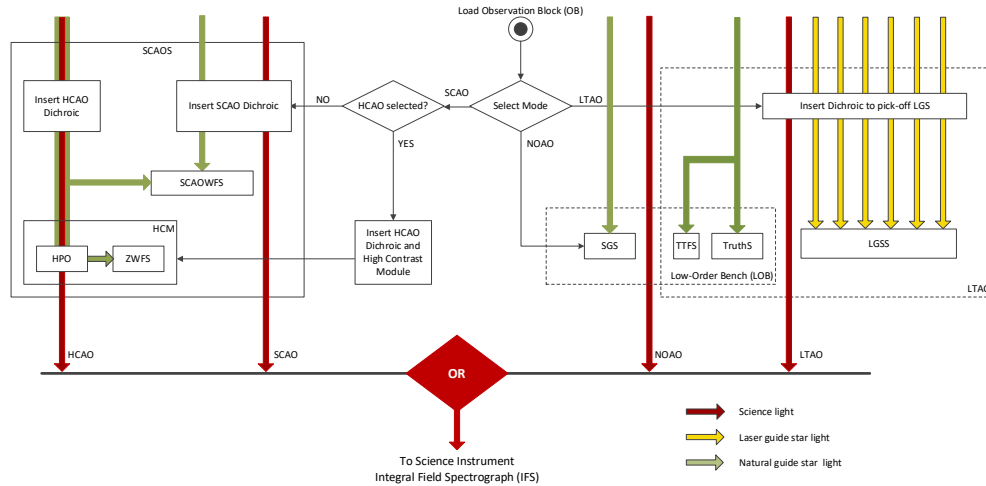 Load Observation Block (OB)
SCAOS
Insert HCAO
Dichroic
Insert SCAO Dichroic
NO
HCAO selected?
SCAO
Select Mode
LTAO
Insert Dichroic to pick-off LGS
YES
NOAO
SCAOWFS
HCM
HPO
ZWFS
Insert HCAO
Dichroic and
High Contrast
Module
SGS
TTFS
TruthS
LGSS
Low-Order Bench (LOB)
LTAO
HCAO
SCAO
NOAO
LTAO
OR
Science light
Laser guide star light
Natural guide star light
To Science Instrument
Integral Field Spectrograph (IFS)